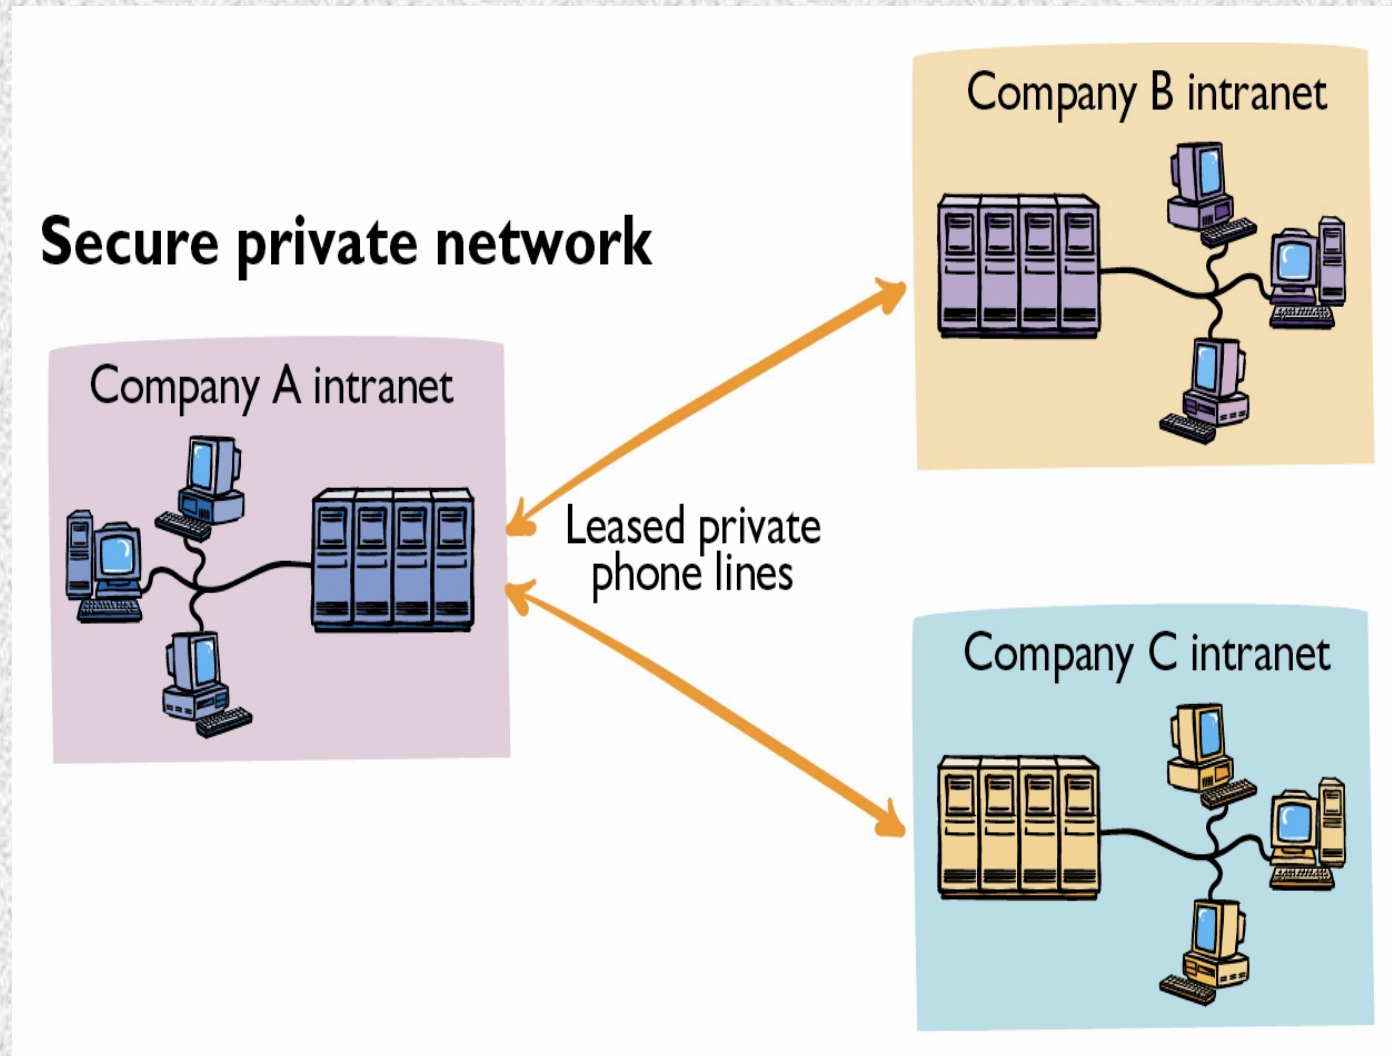 Secure private network
Company A intranet
Leased private
phone lines
Company B intranet
Company C intranet